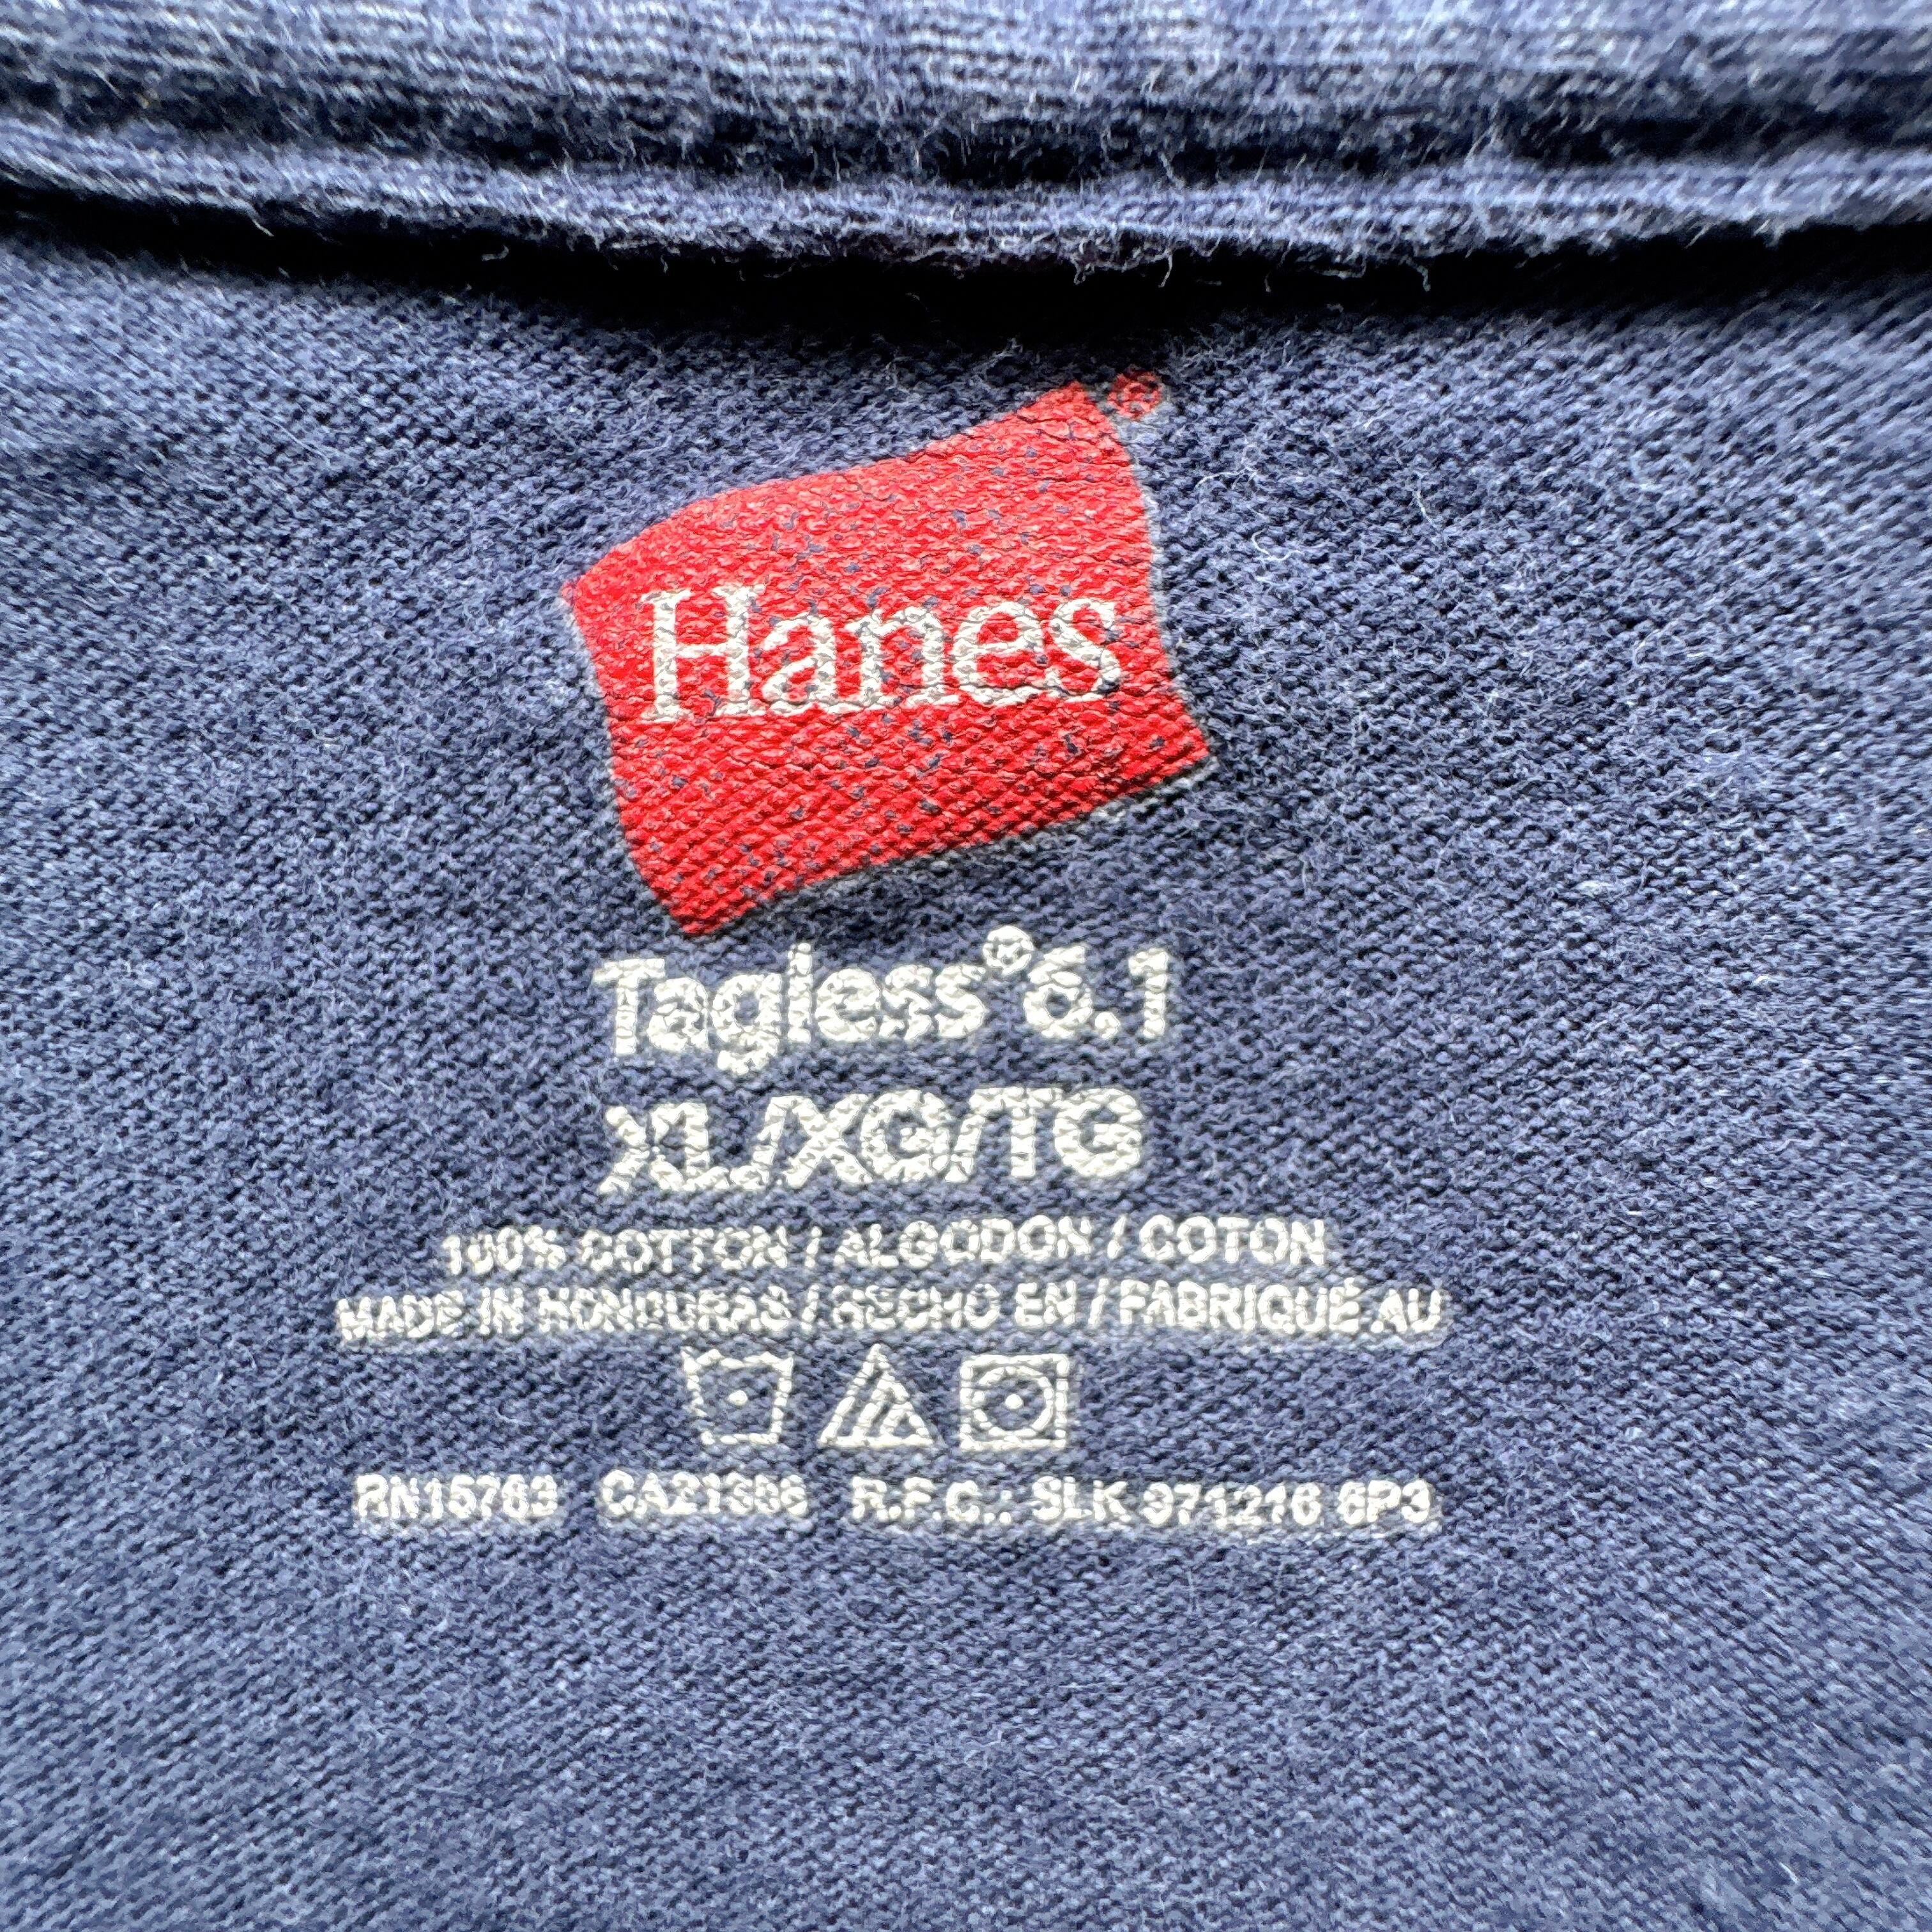 ®
Hanes
Tagless® 6.1
XL/XG/TG
100% COTTON / ALGODON / COTON
MADE IN HONDURAS / HECHO EN / FABRIQUÉ AU
RN15763 CA21986 R.F.C.: SLK 971216 6P3